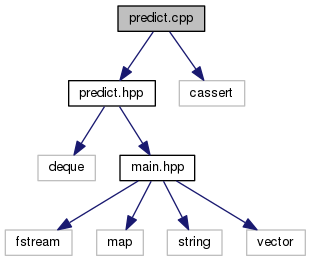 predict.cpp
predict.hpp
cassert
deque
main.hpp
fstream
map
string
vector